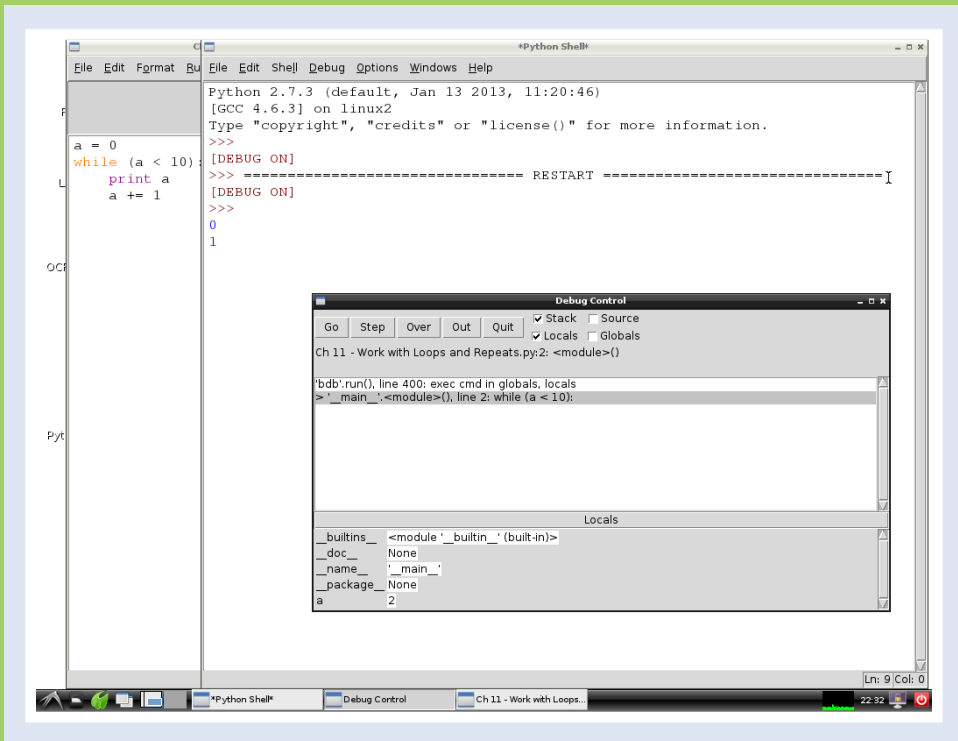 *Python Shell*
File Edit Format Ru
File Edit Shell Debug Options Windows Help
a = 0
while (a < 10):
print a
a += 1
Python 2.7.3 (default, Jan 13 2013, 11:20:46)
[GCC 4.6.3] on linux2
Type "copyright", "credits" or "license()" for more information.
>>>
[DEBUG ON]
>>> ================================ RESTART ================================
[DEBUG ON]
>>>
0
1
Debug Control
Go Step Over Out Quit
Stack Source
Locals Globals
Ch 11 - Work with Loops and Repeats.py:2: <module>()
'bdb'.run(), line 400: exec cmd in globals, locals
> '__main__'.<module>(), line 2: while (a < 10):
Locals
__builtins__ <module '__builtin__' (built-in)>
__doc__ None
__name__ '__main__'
__package__ None
a 2
OCR
Pyt
Ln: 9 Col: 0
*Python Shell* Debug Control Ch 11 - Work with Loops... 22:32